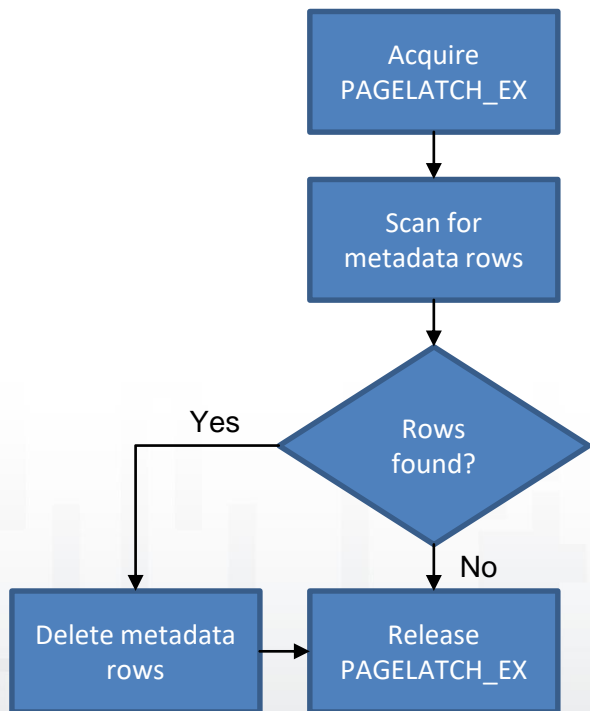 Acquire
PAGELATCH_EX
Scan for
metadata rows
Rows
found?
Yes
No
Delete metadata
rows
Release
PAGELATCH_EX